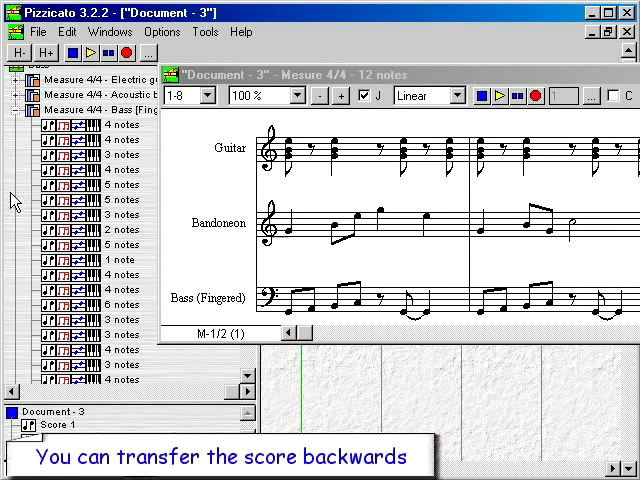 Pizzicato 3.2.2 - ["Document - 3"]
File Edit Windows Options Tools Help
H- H+ ...
Measure 4/4 - Electric gu
Measure 4/4 - Acoustic b
Measure 4/4 - Bass [Fing
4 notes
4 notes
3 notes
4 notes
5 notes
5 notes
3 notes
2 notes
5 notes
1 note
4 notes
4 notes
6 notes
3 notes
3 notes
4 notes
3 notes
4 notes
"Document - 3" - Mesure 4/4 - 12 notes
1-8 100 % - + J Linear 1 ... C
Guitar
Bandoneon
Bass (Fingered)
M-1/2 (1)
Document - 3
Score 1
You can transfer the score backwards